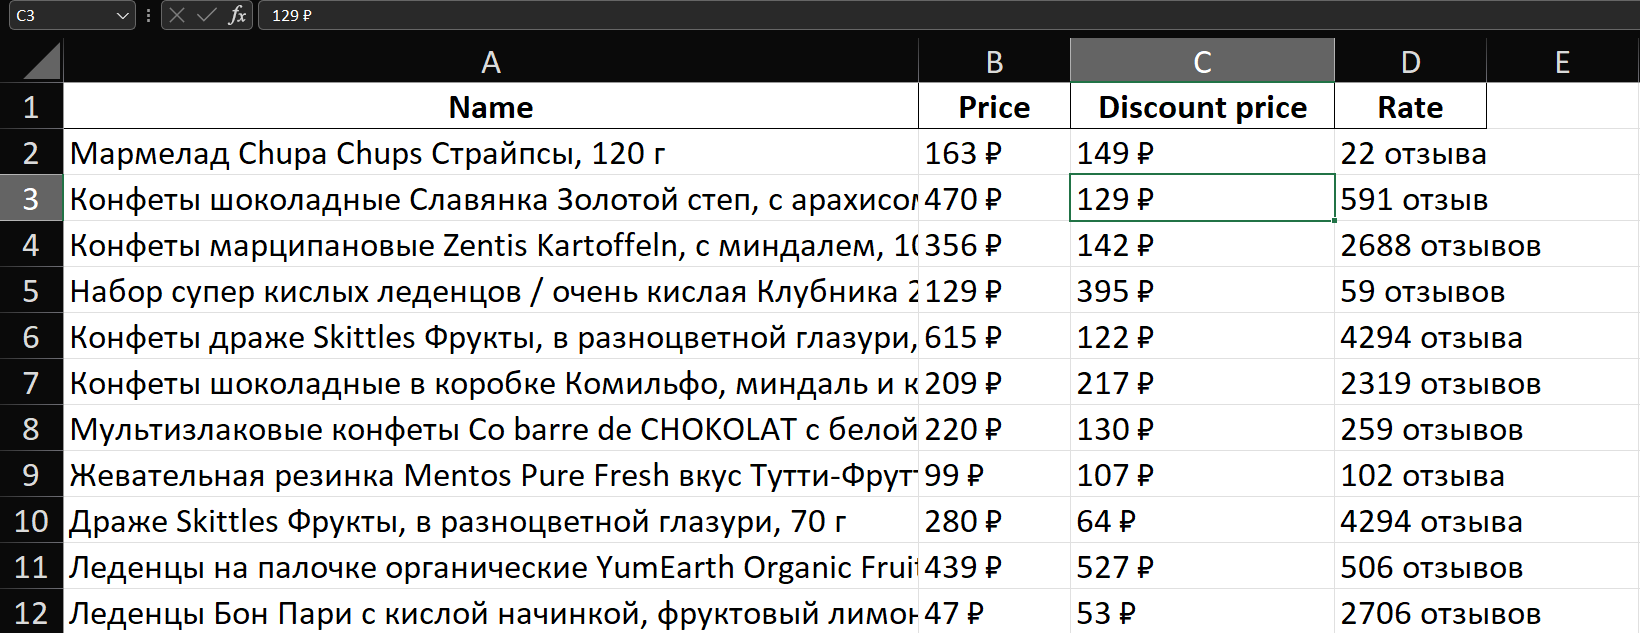 C3 fx 129 ₽
A B C D E
1 Name Price Discount price Rate
2 Мармелад Chupa Chups Страйпсы, 120 г 163 ₽ 149 ₽ 22 отзыва
3 Конфеты шоколадные Славянка Золотой степ, с арахисом 470 ₽ 129 ₽ 591 отзыв
4 Конфеты марципановые Zentis Kartoffeln, с миндалем, 10 356 ₽ 142 ₽ 2688 отзывов
5 Набор супер кислых леденцов / очень кислая Клубника 2 129 ₽ 395 ₽ 59 отзывов
6 Конфеты драже Skittles Фрукты, в разноцветной глазури, 615 ₽ 122 ₽ 4294 отзыва
7 Конфеты шоколадные в коробке Комильфо, миндаль и к 209 ₽ 217 ₽ 2319 отзывов
8 Мультизлаковые конфеты Co barre de CHOKOLAT с белой 220 ₽ 130 ₽ 259 отзывов
9 Жевательная резинка Mentos Pure Fresh вкус Тутти-Фрутт 99 ₽ 107 ₽ 102 отзыва
10 Драже Skittles Фрукты, в разноцветной глазури, 70 г 280 ₽ 64 ₽ 4294 отзыва
11 Леденцы на палочке органические YumEarth Organic Fruit 439 ₽ 527 ₽ 506 отзывов
12 Леденцы Бон Пари с кислой начинкой, фруктовый лимон 47 ₽ 53 ₽ 2706 отзывов